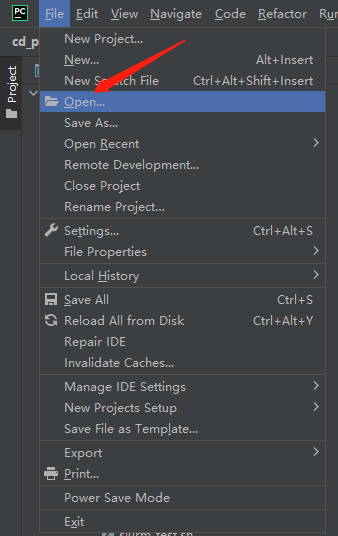 PC File Edit View Navigate Code Refactor Run
cd_p
Project
New Project...
New... Alt+Insert
New Scratch File Ctrl+Alt+Shift+Insert
Open...
Save As...
Open Recent
Remote Development...
Close Project
Rename Project...
Settings... Ctrl+Alt+S
File Properties
Local History
Save All Ctrl+S
Reload All from Disk Ctrl+Alt+Y
Repair IDE
Invalidate Caches...
Manage IDE Settings
New Projects Setup
Save File as Template...
Export
Print...
Power Save Mode
Exit
slurm_test.sh